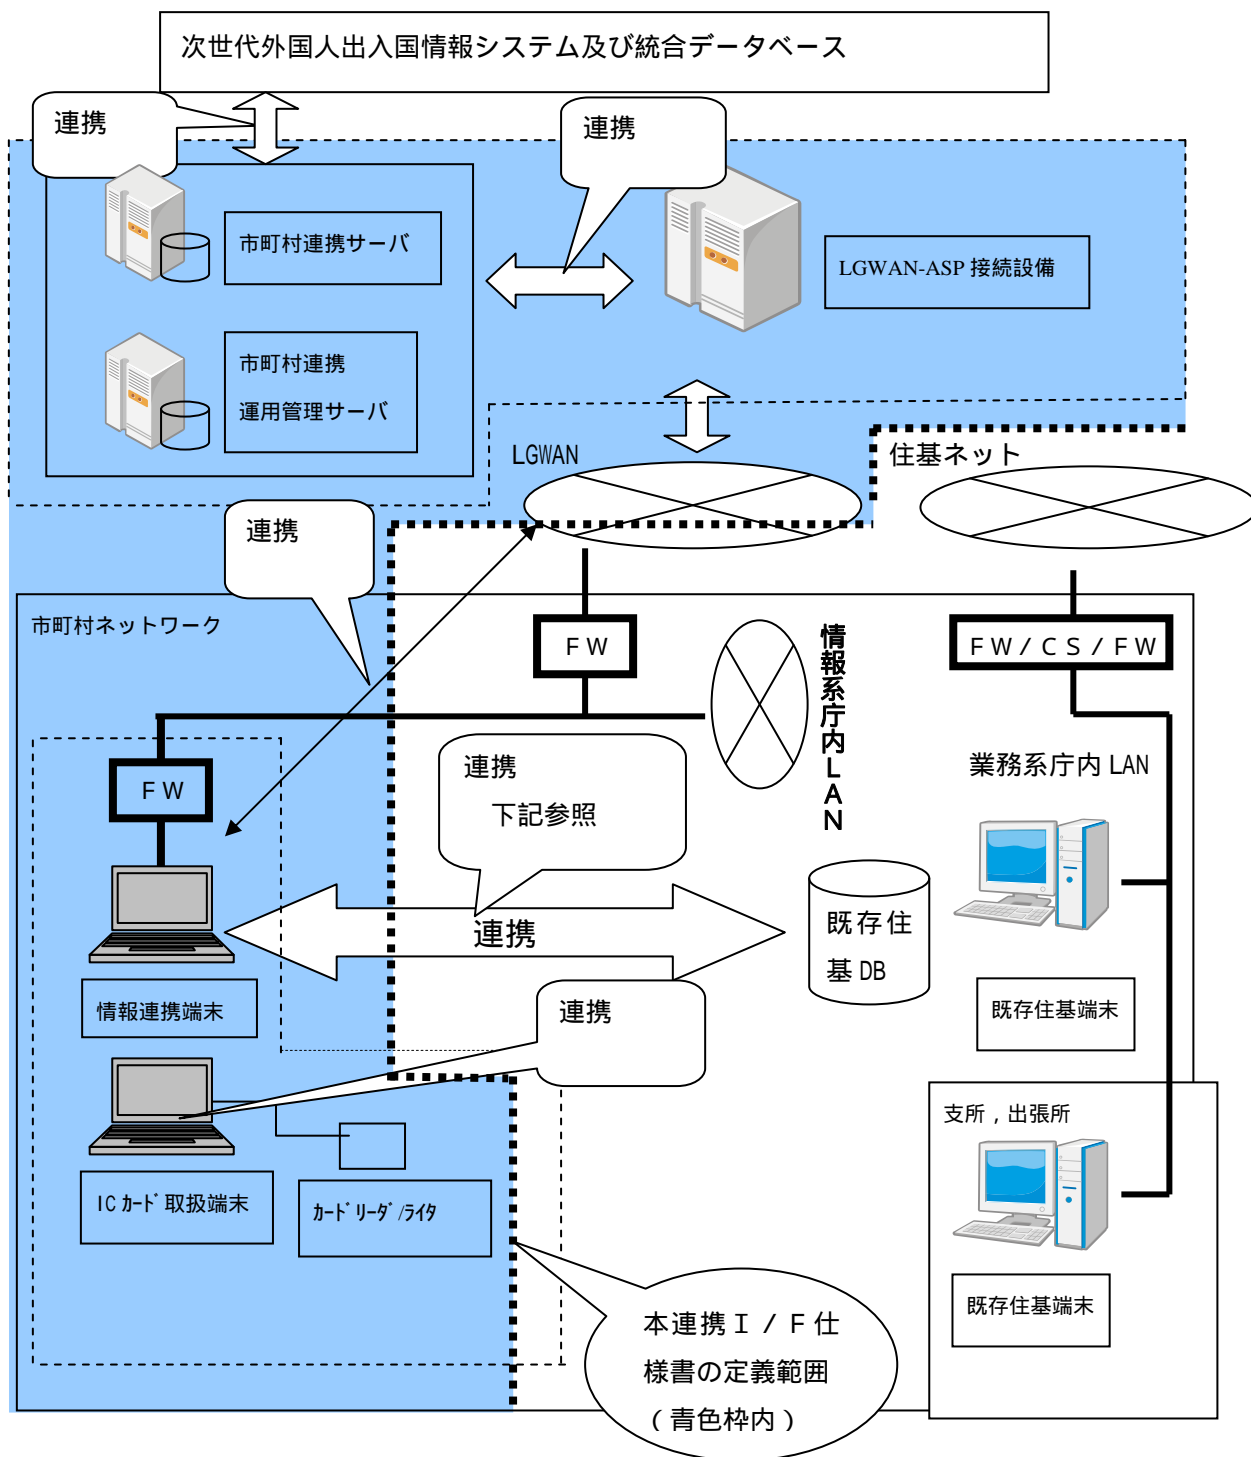 次世代外国人出入国情報システム及び統合データベース
連携
連携
市町村連携サーバ
LGWAN-ASP 接続設備
市町村連携
運用管理サーバ
LGWAN
住基ネット
連携
市町村ネットワーク
ＦＷ
情報系庁内ＬＡＮ
ＦＷ／ＣＳ／ＦＷ
ＦＷ
連携
下記参照
業務系庁内 LAN
連携
既存住
基 DB
情報連携端末
連携
既存住基端末
支所，出張所
IC ｶｰﾄﾞ取扱端末
ｶｰﾄﾞﾘｰﾀﾞ/ﾗｲﾀ
既存住基端末
本連携Ｉ／Ｆ仕
様書の定義範囲
（青色枠内）